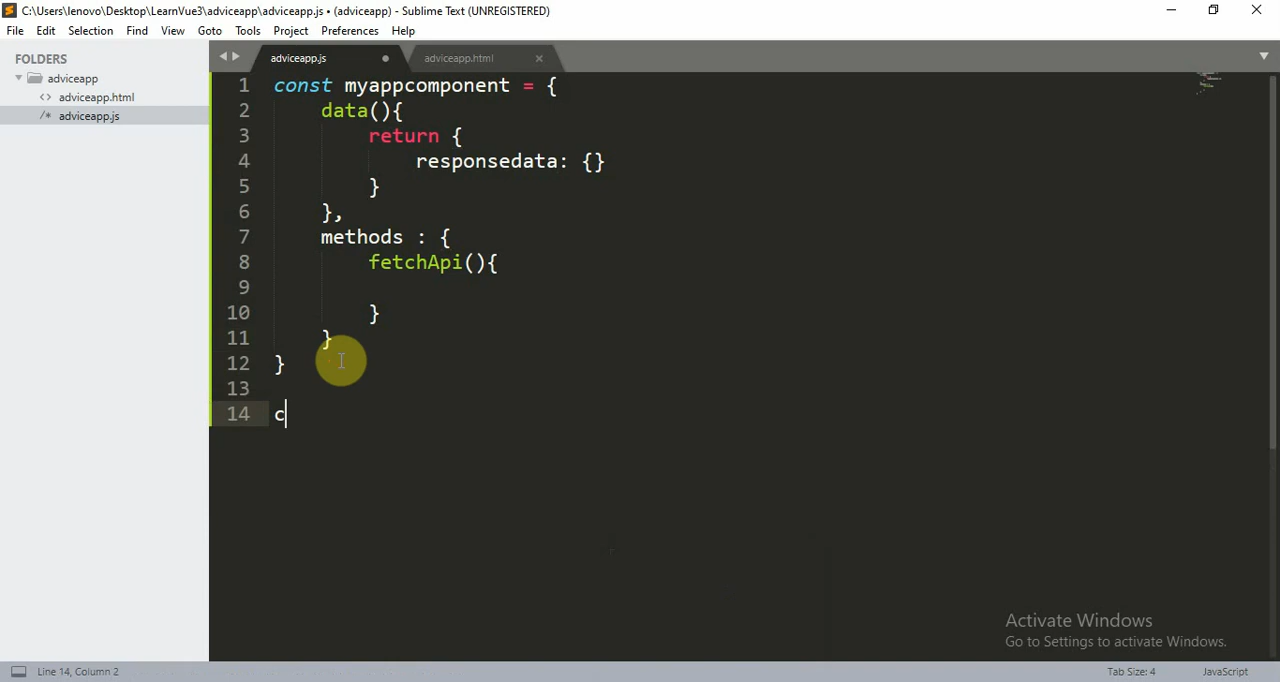 C:\Users\lenovo\Desktop\LearnVue3\adviceapp\adviceapp.js • (adviceapp) - Sublime Text (UNREGISTERED)
File Edit Selection Find View Goto Tools Project Preferences Help
FOLDERS
adviceapp
<> adviceapp.html
/* adviceapp.js
adviceapp.js
adviceapp.html
1 const myappcomponent = {
2     data(){
3         return {
4             responsedata: {}
5         }
6     },
7     methods : {
8         fetchApi(){
9
10         }
11     }
12 }
13
14 c
Activate Windows
Go to Settings to activate Windows.
Line 14, Column 2
Tab Size: 4
JavaScript